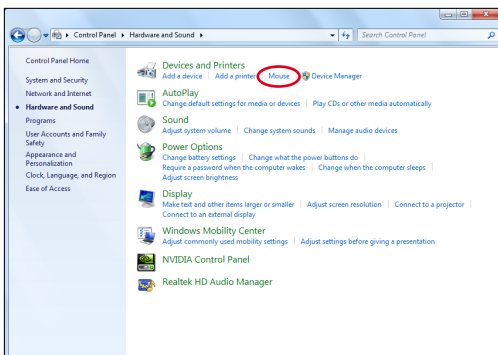 Control Panel ▸ Hardware and Sound ▸
Search Control Panel
Control Panel Home
System and Security
Network and Internet
Hardware and Sound
Programs
User Accounts and Family
Safety
Appearance and
Personalization
Clock, Language, and Region
Ease of Access
Devices and Printers
Add a device | Add a printer | Mouse | Device Manager
AutoPlay
Change default settings for media or devices | Play CDs or other media automatically
Sound
Adjust system volume | Change system sounds | Manage audio devices
Power Options
Change battery settings | Change what the power buttons do |
Require a password when the computer wakes | Change when the computer sleeps |
Adjust screen brightness
Display
Make text and other items larger or smaller | Adjust screen resolution | Connect to a projector |
Connect to an external display
Windows Mobility Center
Adjust commonly used mobility settings | Adjust settings before giving a presentation
NVIDIA Control Panel
Realtek HD Audio Manager